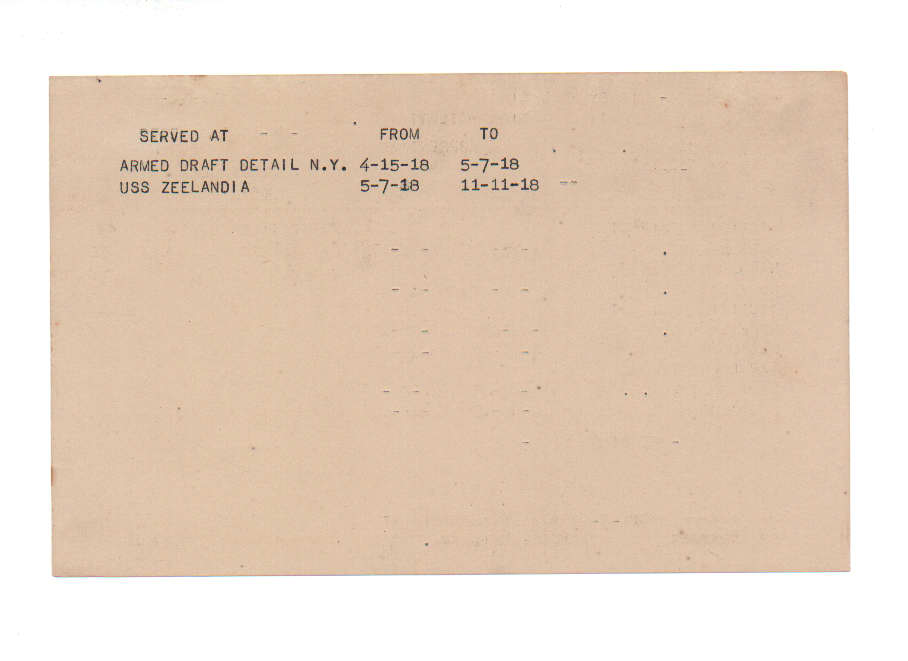 SERVED AT FROM TO
ARMED DRAFT DETAIL N.Y. 4-15-18 5-7-18
USS ZEELANDIA 5-7-18 11-11-18